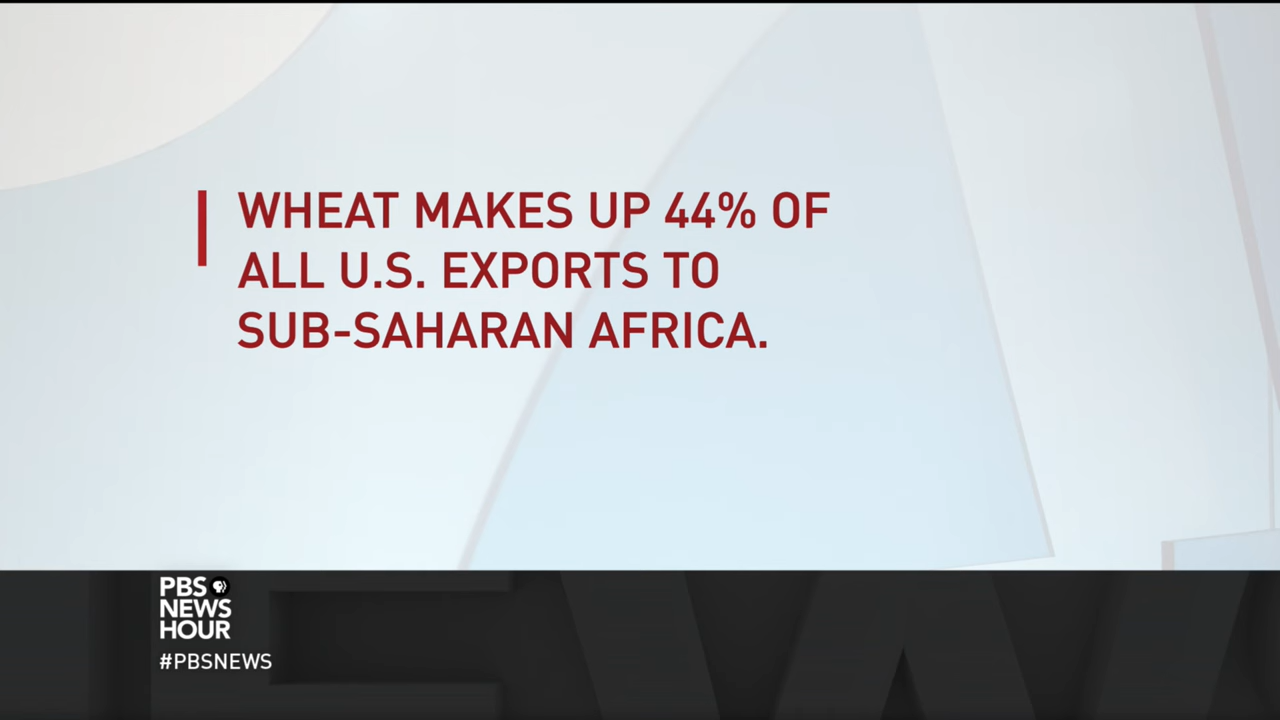 WHEAT MAKES UP 44% OF
ALL U.S. EXPORTS TO
SUB-SAHARAN AFRICA.
PBS
NEWS
HOUR
#PBSNEWS